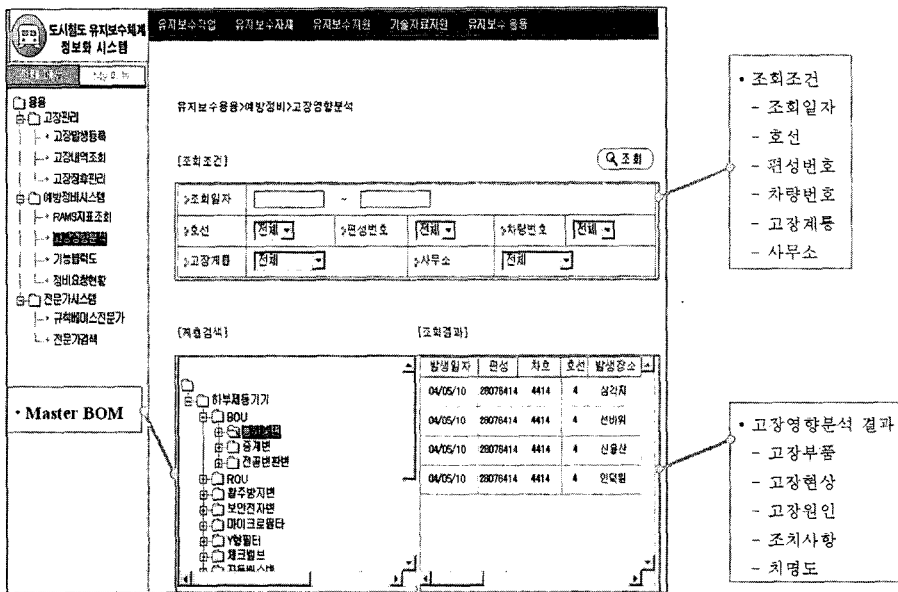 도시철도 유지보수체계
정보화 시스템
유지보수작업 유지보수자재 유지보수지원 기술자료지원 유지보수 응용
응용
고장관리
고장발생등록
고장내역조회
고장징후관리
예방정비시스템
RAMS지표조회
고장영향분석
기능블럭도
정비요청현황
전문가시스템
규칙베이스전문가
전문가검색
유지보수응용>예방정비>고장영향분석
[조회조건]
조회
>조회일자 ~
>호선 전체 >편성번호 전체 >차량번호 전체
>고장계통 전체 >사무소 전체
[계층검색] [조회결과]
하부제동기기
BOU
중계변
전공변환변
ROU
활주방지변
보안전자변
마이크로필터
Y형필터
체크밸브
발생일자 편성 차호 호선 발생장소
04/05/10 28076414 4414 4 삼각지
04/05/10 28076414 4414 4 선바위
04/05/10 28076414 4414 4 신용산
04/05/10 28076414 4414 4 인덕원
• Master BOM
• 조회조건
- 조회일자
- 호선
- 편성번호
- 차량번호
- 고장계통
- 사무소
• 고장영향분석 결과
- 고장부품
- 고장현상
- 고장원인
- 조치사항
- 치명도